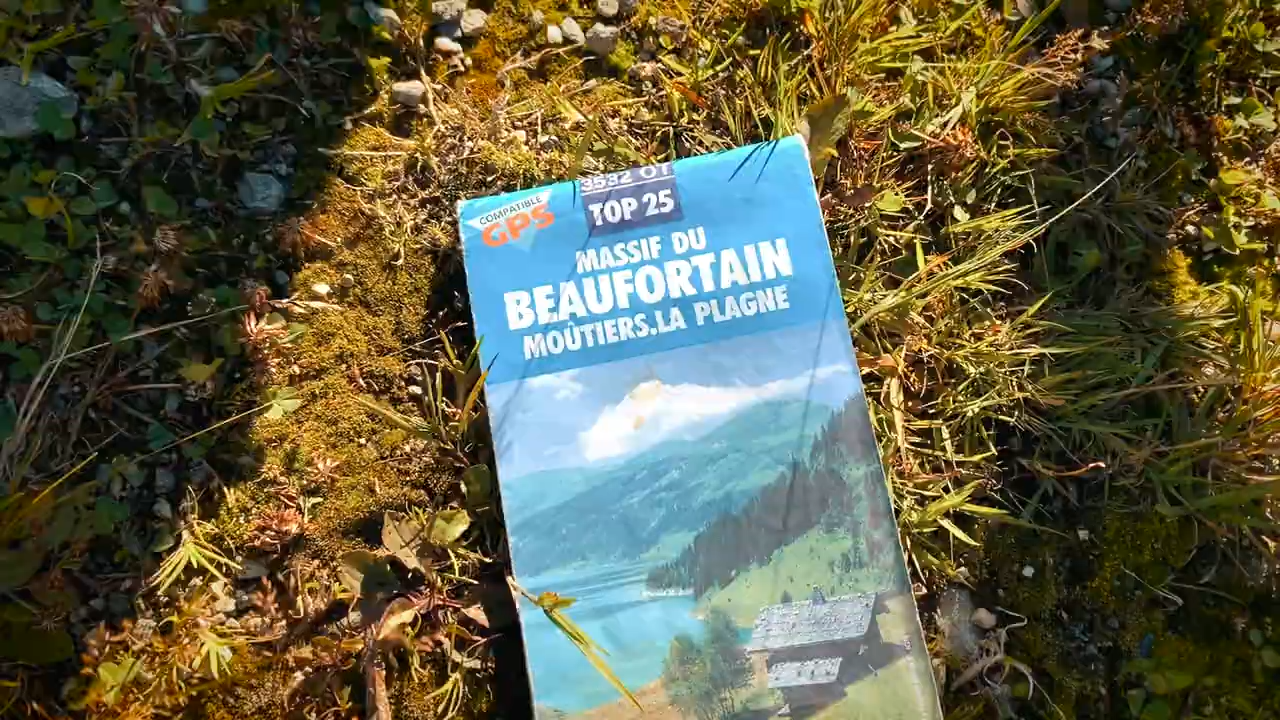 3532 OT
TOP 25
COMPATIBLE
GPS
MASSIF DU
BEAUFORTAIN
MOÛTIERS.LA PLAGNE